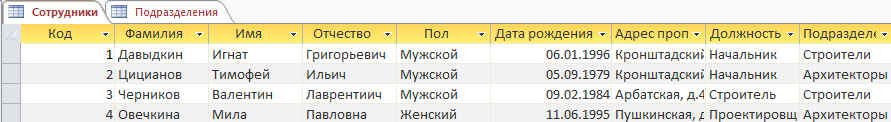 Сотрудники Подразделения
Код Фамилия Имя Отчество Пол Дата рождения Адрес проп Должность Подразделе
1 Давыдкин Игнат Григорьевич Мужской 06.01.1996 Кронштадский Начальник Строители
2 Цицианов Тимофей Ильич Мужской 05.09.1979 Кронштадский Начальник Архитекторы
3 Черников Валентин Лаврентиич Мужской 09.02.1984 Арбатская, д.4 Строитель Строители
4 Овечкина Мила Павловна Женский 11.06.1995 Пушкинская, д Проектировщ Архитекторы